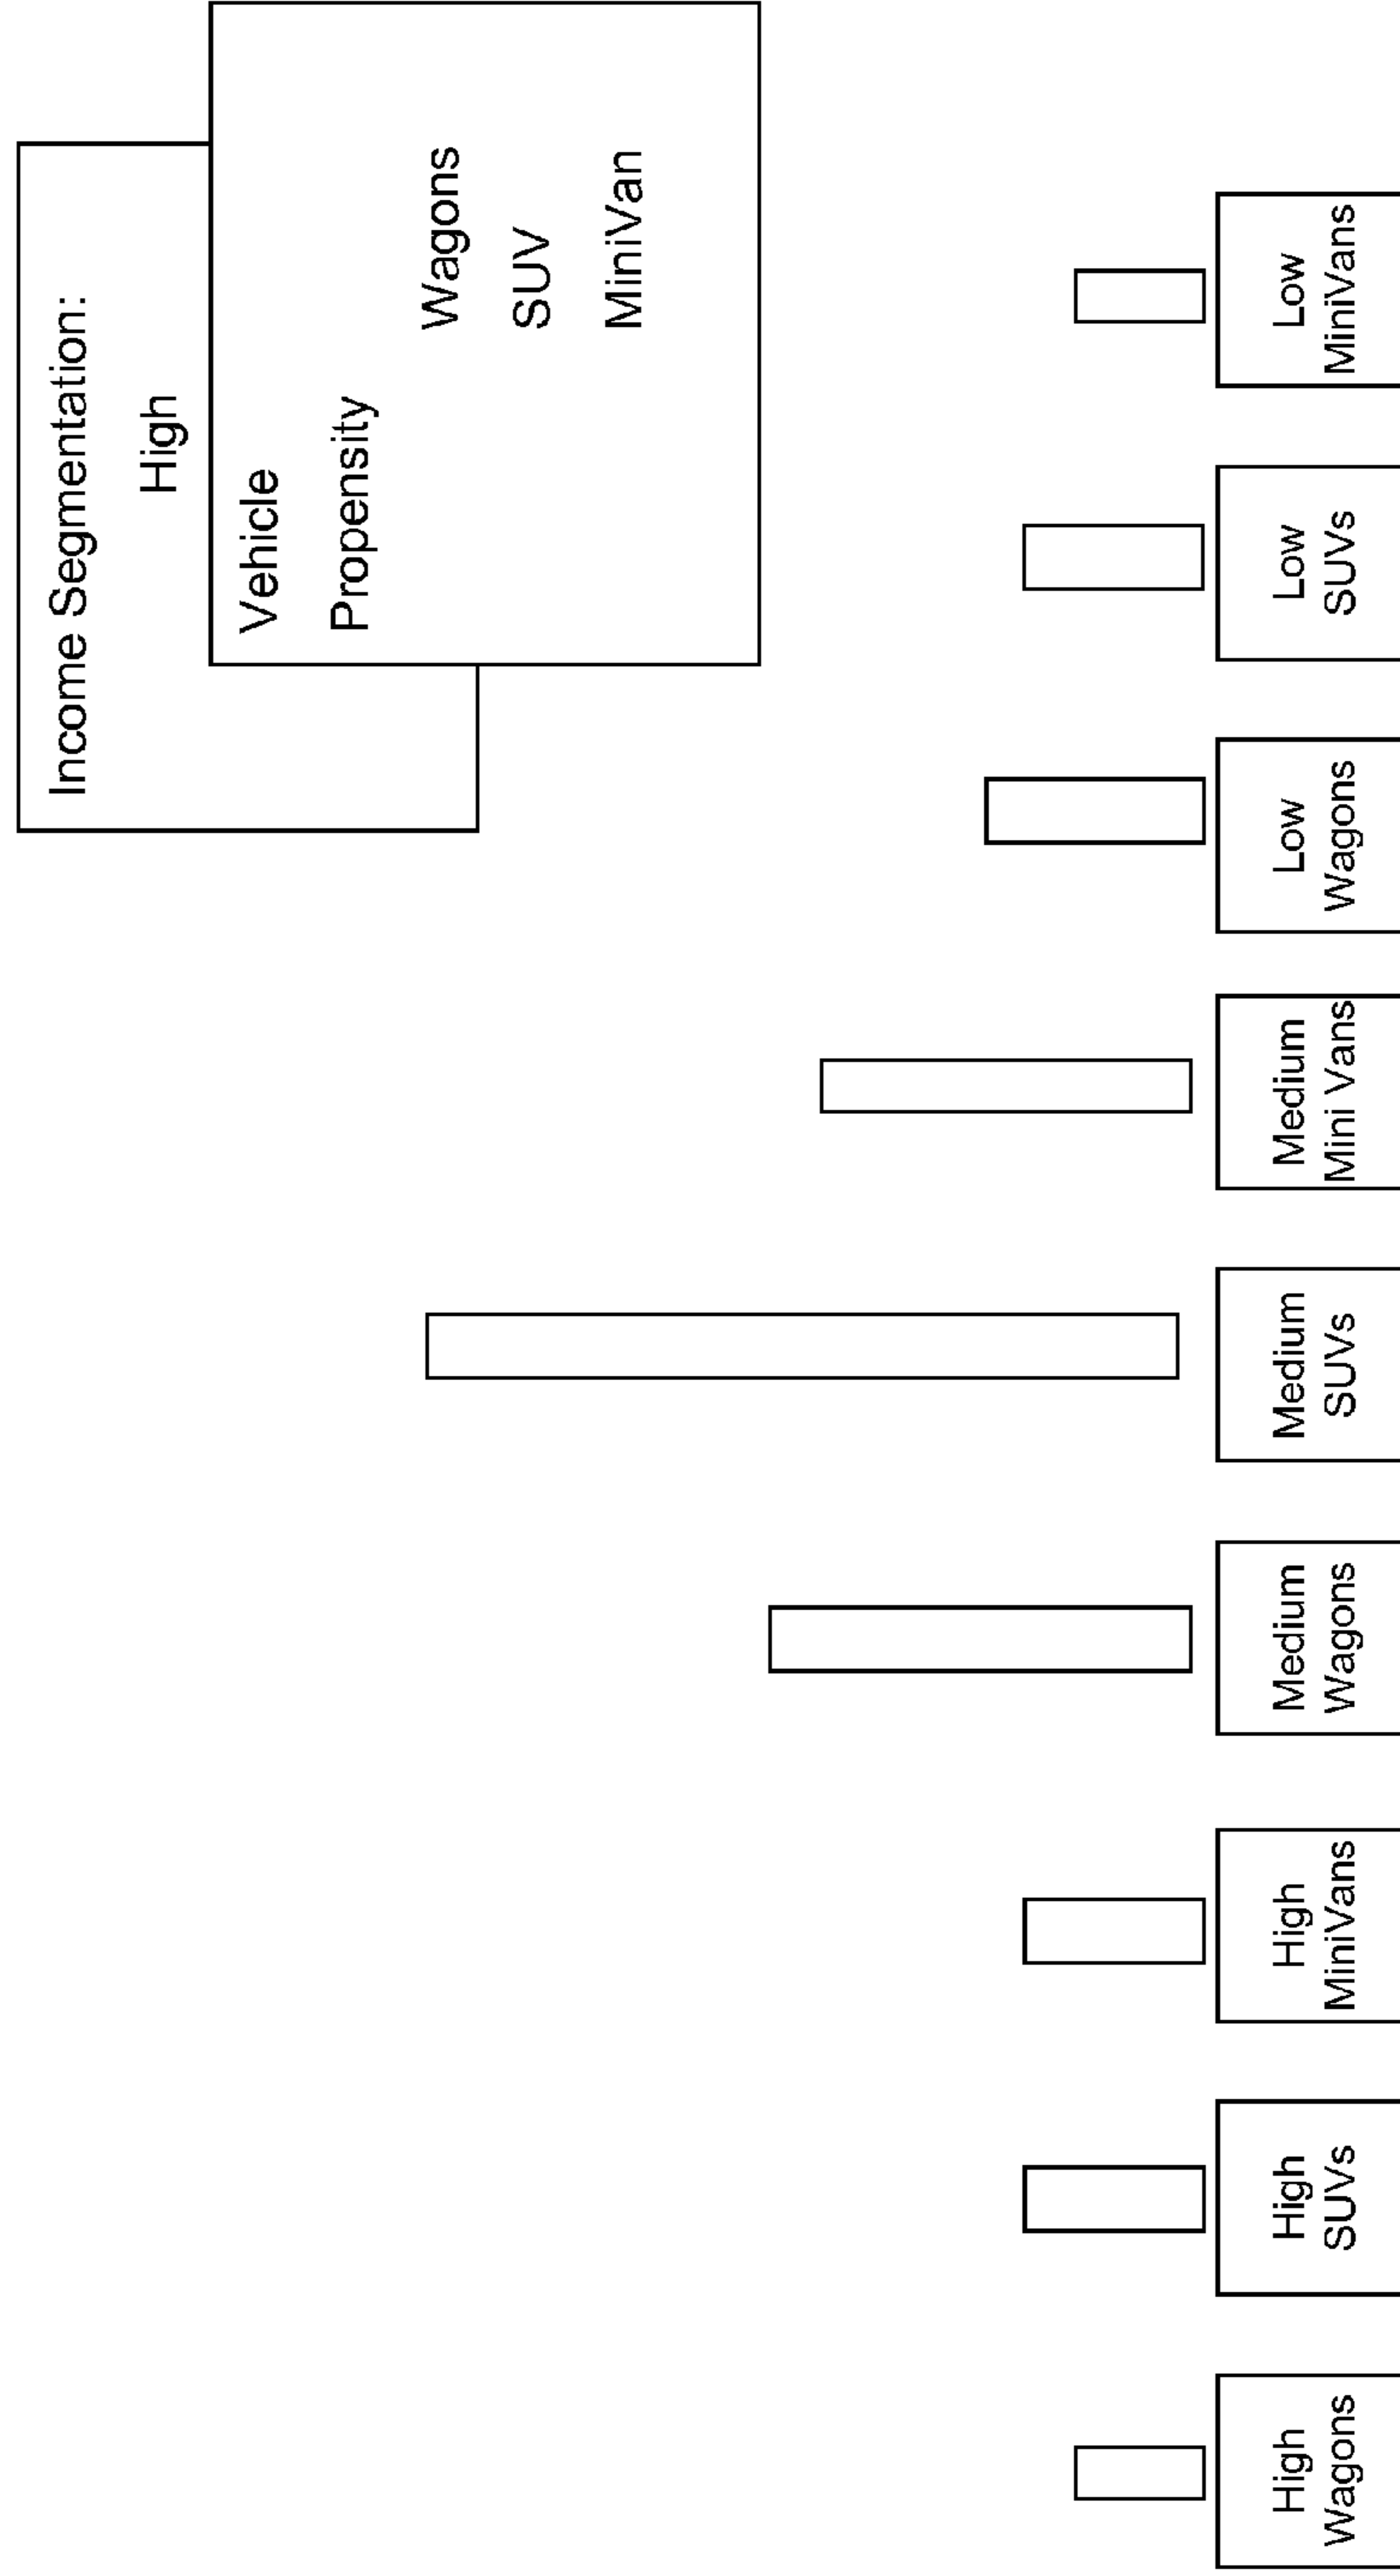 Income Segmentation:
High
Vehicle
Propensity
Wagons
SUV
MiniVan
High
Wagons
High
SUVs
High
MiniVans
Medium
Wagons
Medium
SUVs
Medium
Mini Vans
Low
Wagons
Low
SUVs
Low
MiniVans